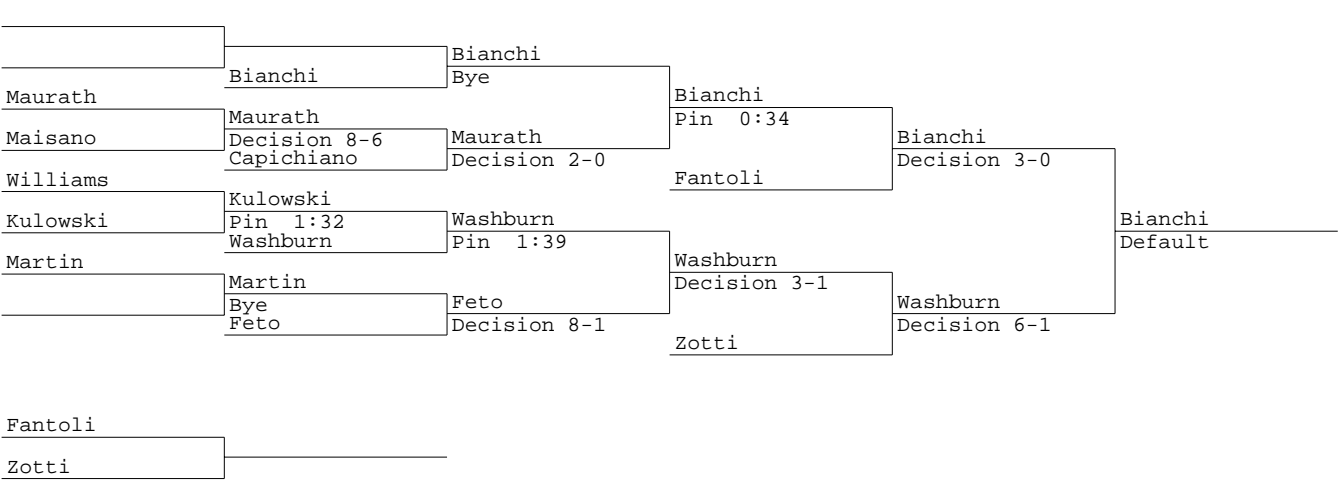 Bianchi
Bianchi
Bye
Maurath
Bianchi
Maurath
Pin 0:34
Maisano
Decision 8-6
Maurath
Bianchi
Capichiano
Decision 2-0
Decision 3-0
Williams
Fantoli
Kulowski
Kulowski
Pin 1:32
Washburn
Bianchi
Washburn
Pin 1:39
Default
Martin
Washburn
Martin
Decision 3-1
Bye
Feto
Washburn
Feto
Decision 8-1
Decision 6-1
Zotti
Fantoli
Zotti